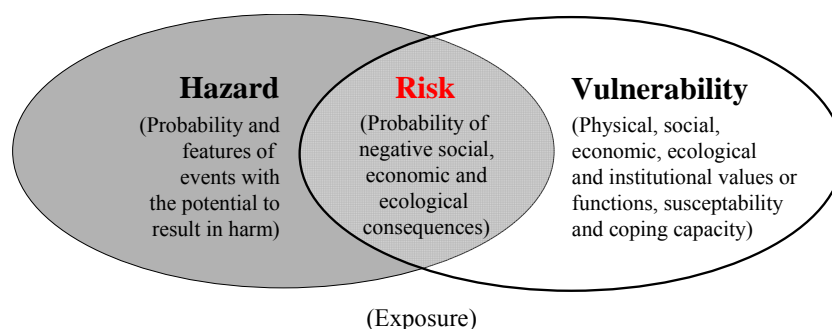 Hazard
(Probability and
features of
events with
the potential to
result in harm)
Risk
(Probability of
negative social,
economic and
ecological
consequences)
Vulnerability
(Physical, social,
economic, ecological
and institutional values or
functions, susceptability
and coping capacity)
(Exposure)